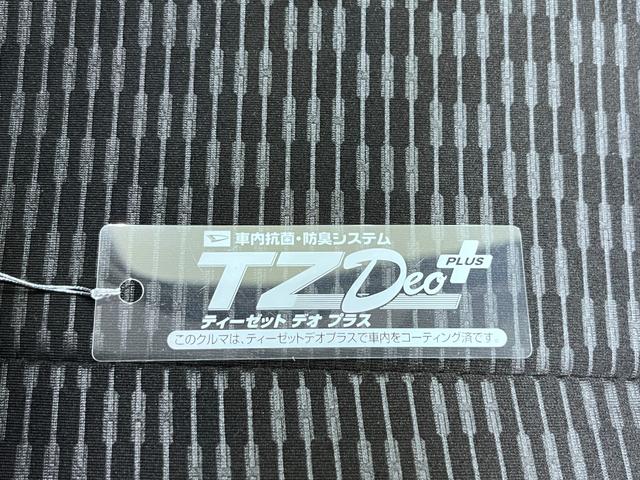 車内抗菌・防臭システム
TZ Deo PLUS
ティーゼット デオ プラス
このクルマは、ティーゼットデオプラスで車内をコーティング済です。